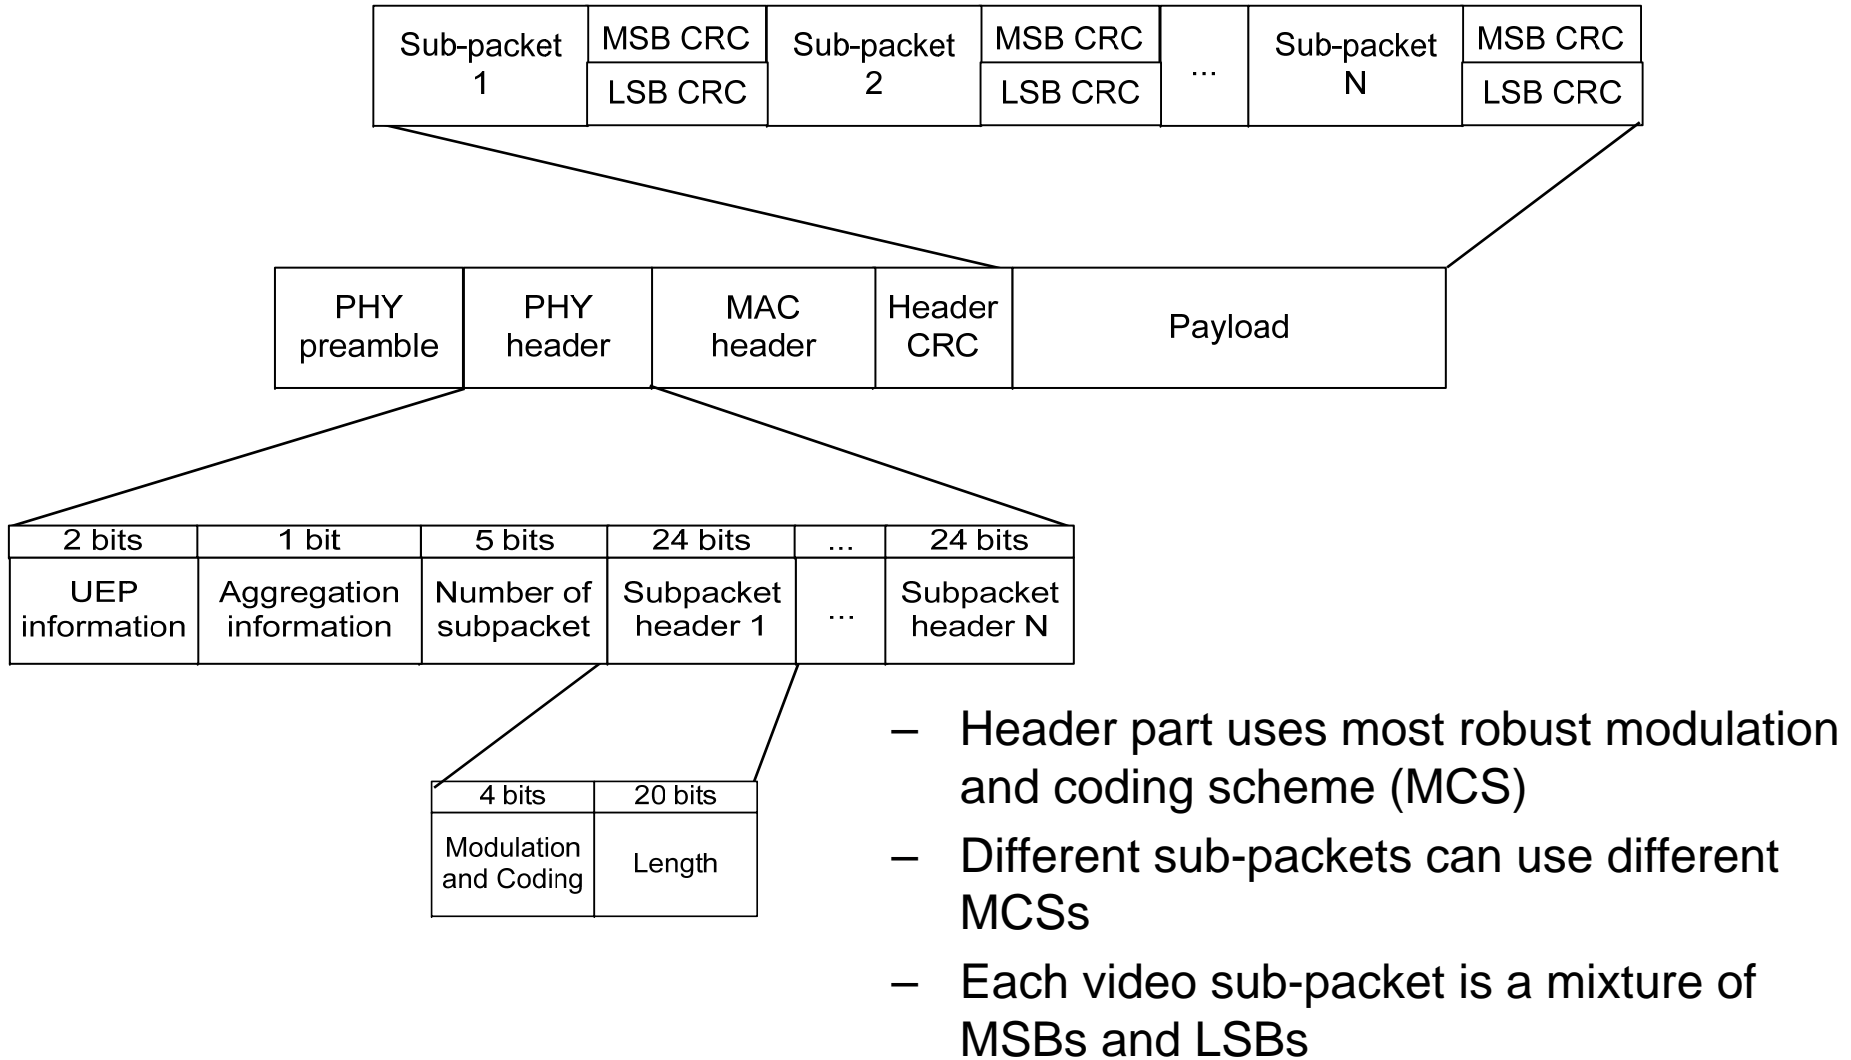 Sub-packet
1
MSB CRC
LSB CRC
Sub-packet
2
MSB CRC
LSB CRC
...
Sub-packet
N
MSB CRC
LSB CRC
PHY
preamble
PHY
header
MAC
header
Header
CRC
Payload
2 bits
1 bit
5 bits
24 bits
...
24 bits
UEP
information
Aggregation
information
Number of
subpacket
Subpacket
header 1
...
Subpacket
header N
4 bits
20 bits
Modulation
and Coding
Length
– Header part uses most robust modulation
and coding scheme (MCS)
– Different sub-packets can use different
MCSs
– Each video sub-packet is a mixture of
MSBs and LSBs